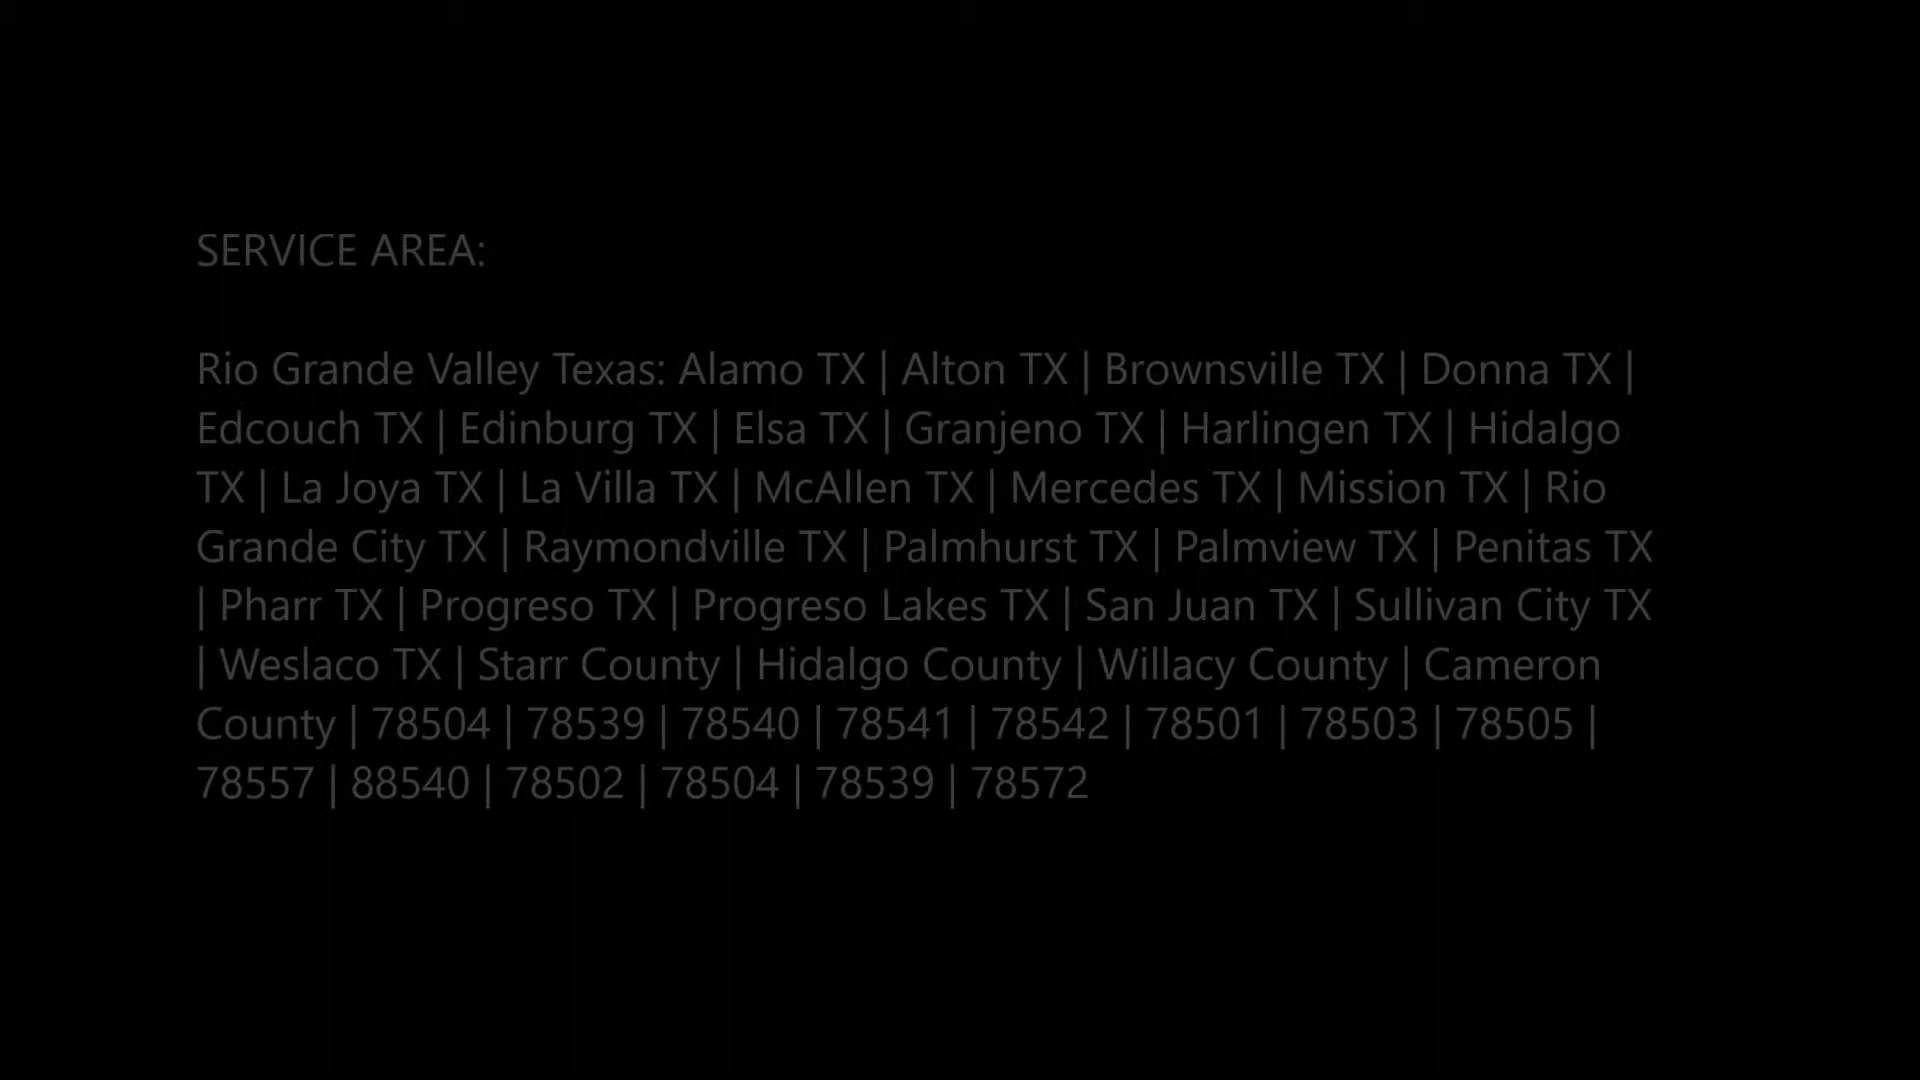 SERVICE AREA:
Rio Grande Valley Texas: Alamo TX | Alton TX | Brownsville TX | Donna TX |
Edcouch TX | Edinburg TX | Elsa TX | Granjeno TX | Harlingen TX | Hidalgo
TX | La Joya TX | La Villa TX | McAllen TX | Mercedes TX | Mission TX | Rio
Grande City TX | Raymondville TX | Palmhurst TX | Palmview TX | Penitas TX
| Pharr TX | Progreso TX | Progreso Lakes TX | San Juan TX | Sullivan City TX
| Weslaco TX | Starr County | Hidalgo County | Willacy County | Cameron
County | 78504 | 78539 | 78540 | 78541 | 78542 | 78501 | 78503 | 78505 |
78557 | 88540 | 78502 | 78504 | 78539 | 78572